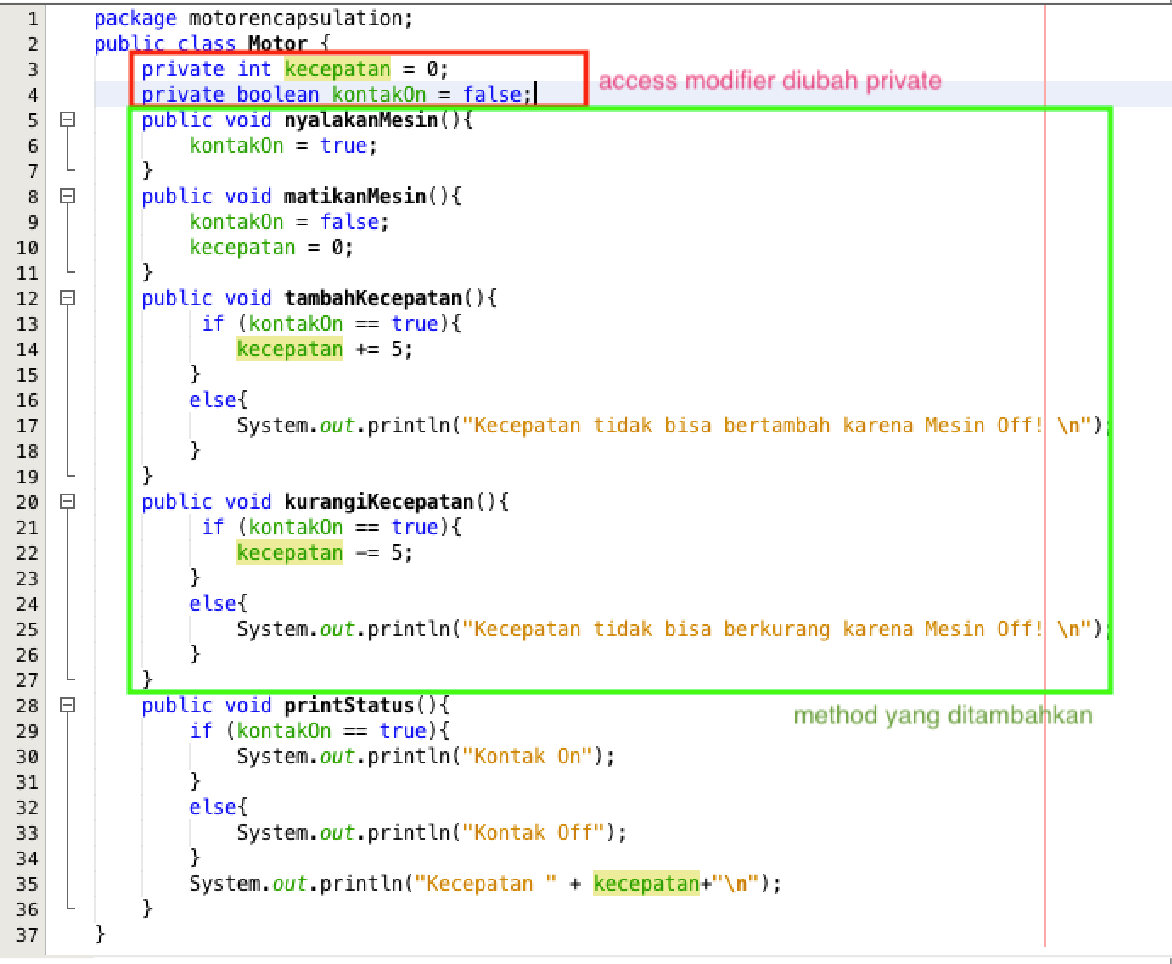 1 package motorencapsulation;
2 public class Motor {
3 private int kecepatan = 0;
access modifier diubah private
4 private boolean kontakOn = false;
5 public void nyalakanMesin(){
6 kontakOn = true;
7 }
8 public void matikanMesin(){
9 kontakOn = false;
10 kecepatan = 0;
11 }
12 public void tambahKecepatan(){
13 if (kontakOn == true){
14 kecepatan += 5;
15 }
16 else{
17 System.out.println("Kecepatan tidak bisa bertambah karena Mesin Off! \n");
18 }
19 }
20 public void kurangiKecepatan(){
21 if (kontakOn == true){
22 kecepatan -= 5;
23 }
24 else{
25 System.out.println("Kecepatan tidak bisa berkurang karena Mesin Off! \n");
26 }
27 }
28 public void printStatus(){
method yang ditambahkan
29 if (kontakOn == true){
30 System.out.println("Kontak On");
31 }
32 else{
33 System.out.println("Kontak Off");
34 }
35 System.out.println("Kecepatan " + kecepatan+"\n");
36 }
37 }